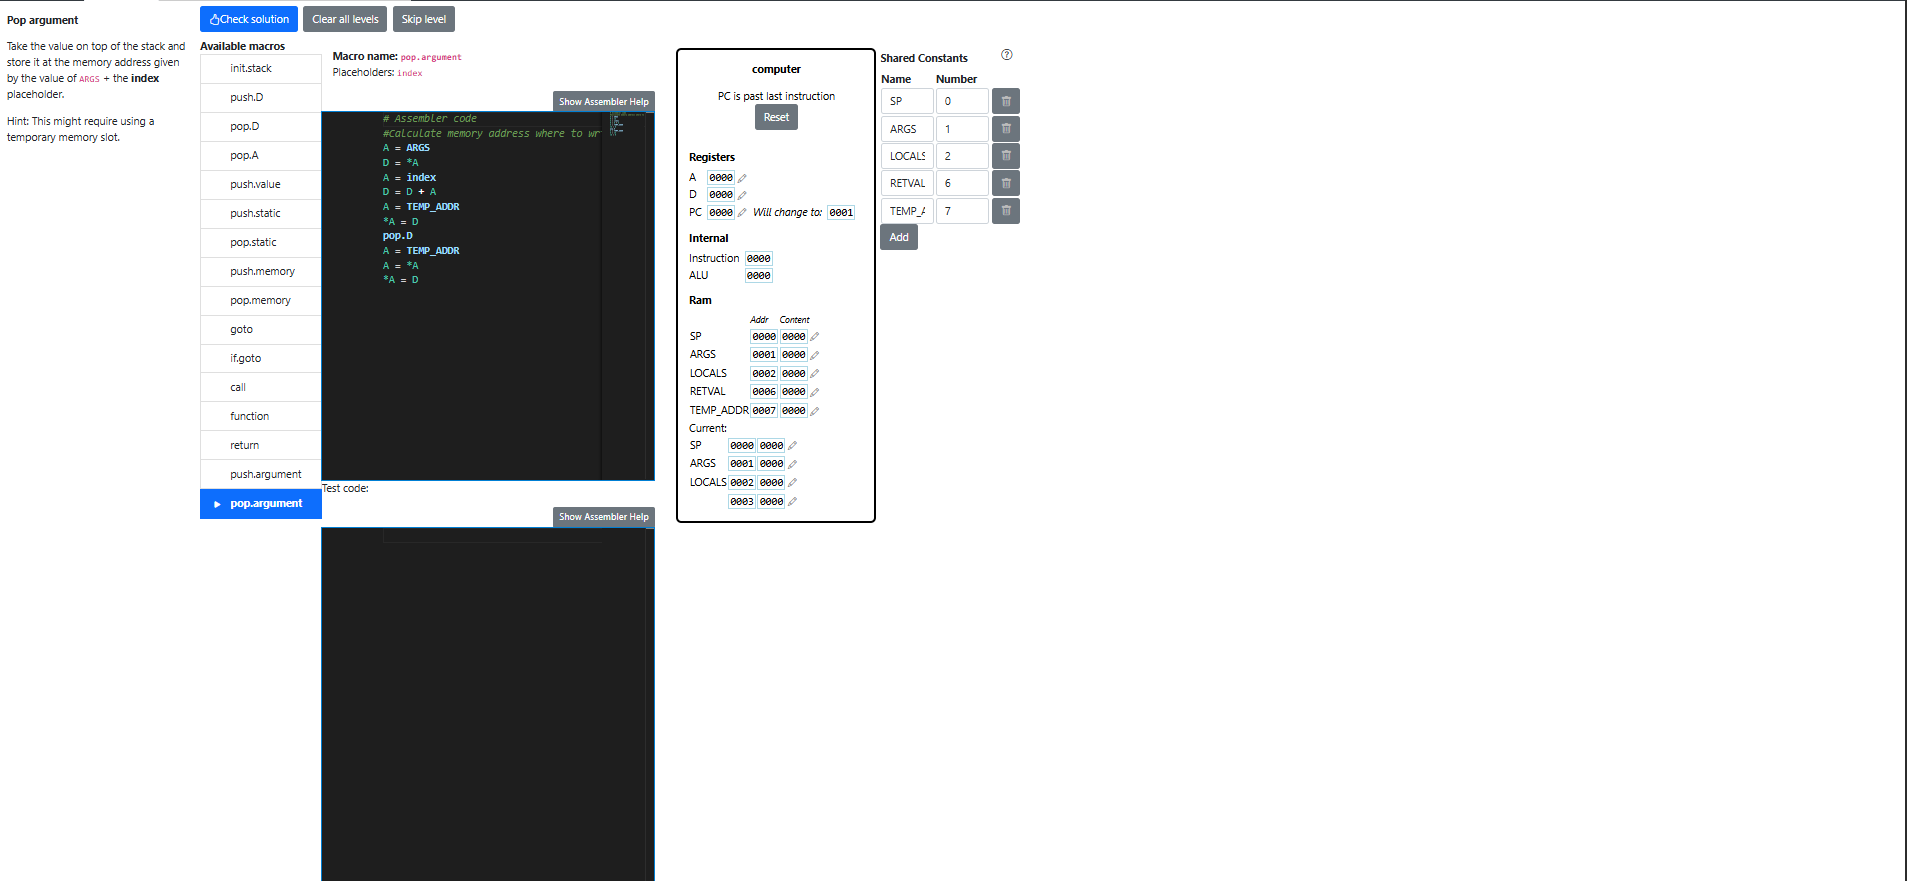 Pop argument
Take the value on top of the stack and
store it at the memory address given
by the value of ARGS + the index
placeholder.
Hint: This might require using a
temporary memory slot.
Check solution
Clear all levels
Skip level
Available macros
init.stack
push.D
pop.D
pop.A
push.value
push.static
pop.static
push.memory
pop.memory
goto
if.goto
call
function
return
push.argument
pop.argument
Macro name: pop.argument
Placeholders: index
Show Assembler Help
# Assembler code
#Calculate memory address where to wr
A = ARGS
D = *A
A = index
D = D + A
A = TEMP_ADDR
*A = D
pop.D
A = TEMP_ADDR
A = *A
*A = D
Test code:
Show Assembler Help
computer
PC is past last instruction
Reset
Registers
A 0000
D 0000
PC 0000 Will change to: 0001
Internal
Instruction 0000
ALU 0000
Ram
Addr Content
SP 0000 0000
ARGS 0001 0000
LOCALS 0002 0000
RETVAL 0006 0000
TEMP_ADDR 0007 0000
Current:
SP 0000 0000
ARGS 0001 0000
LOCALS 0002 0000
0003 0000
Shared Constants
Name Number
SP 0
ARGS 1
LOCALS 2
RETVAL 6
TEMP_A 7
Add